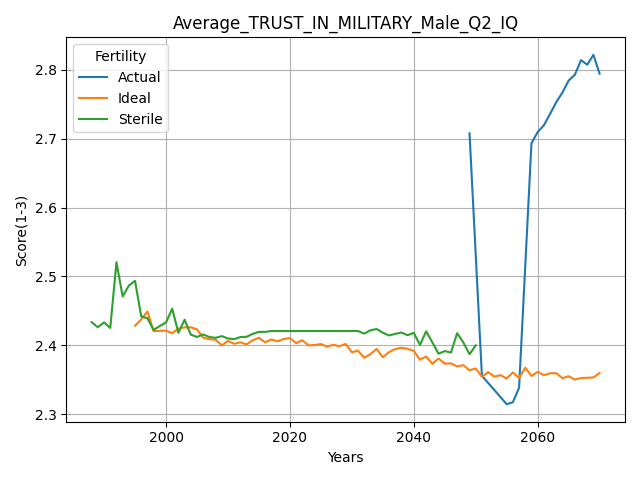 Average_TRUST_IN_MILITARY_Male_Q2_IQ
Fertility
Actual
Ideal
Sterile
Score(1-3)
2.8
2.7
2.6
2.5
2.4
2.3
2000
2020
2040
2060
Years